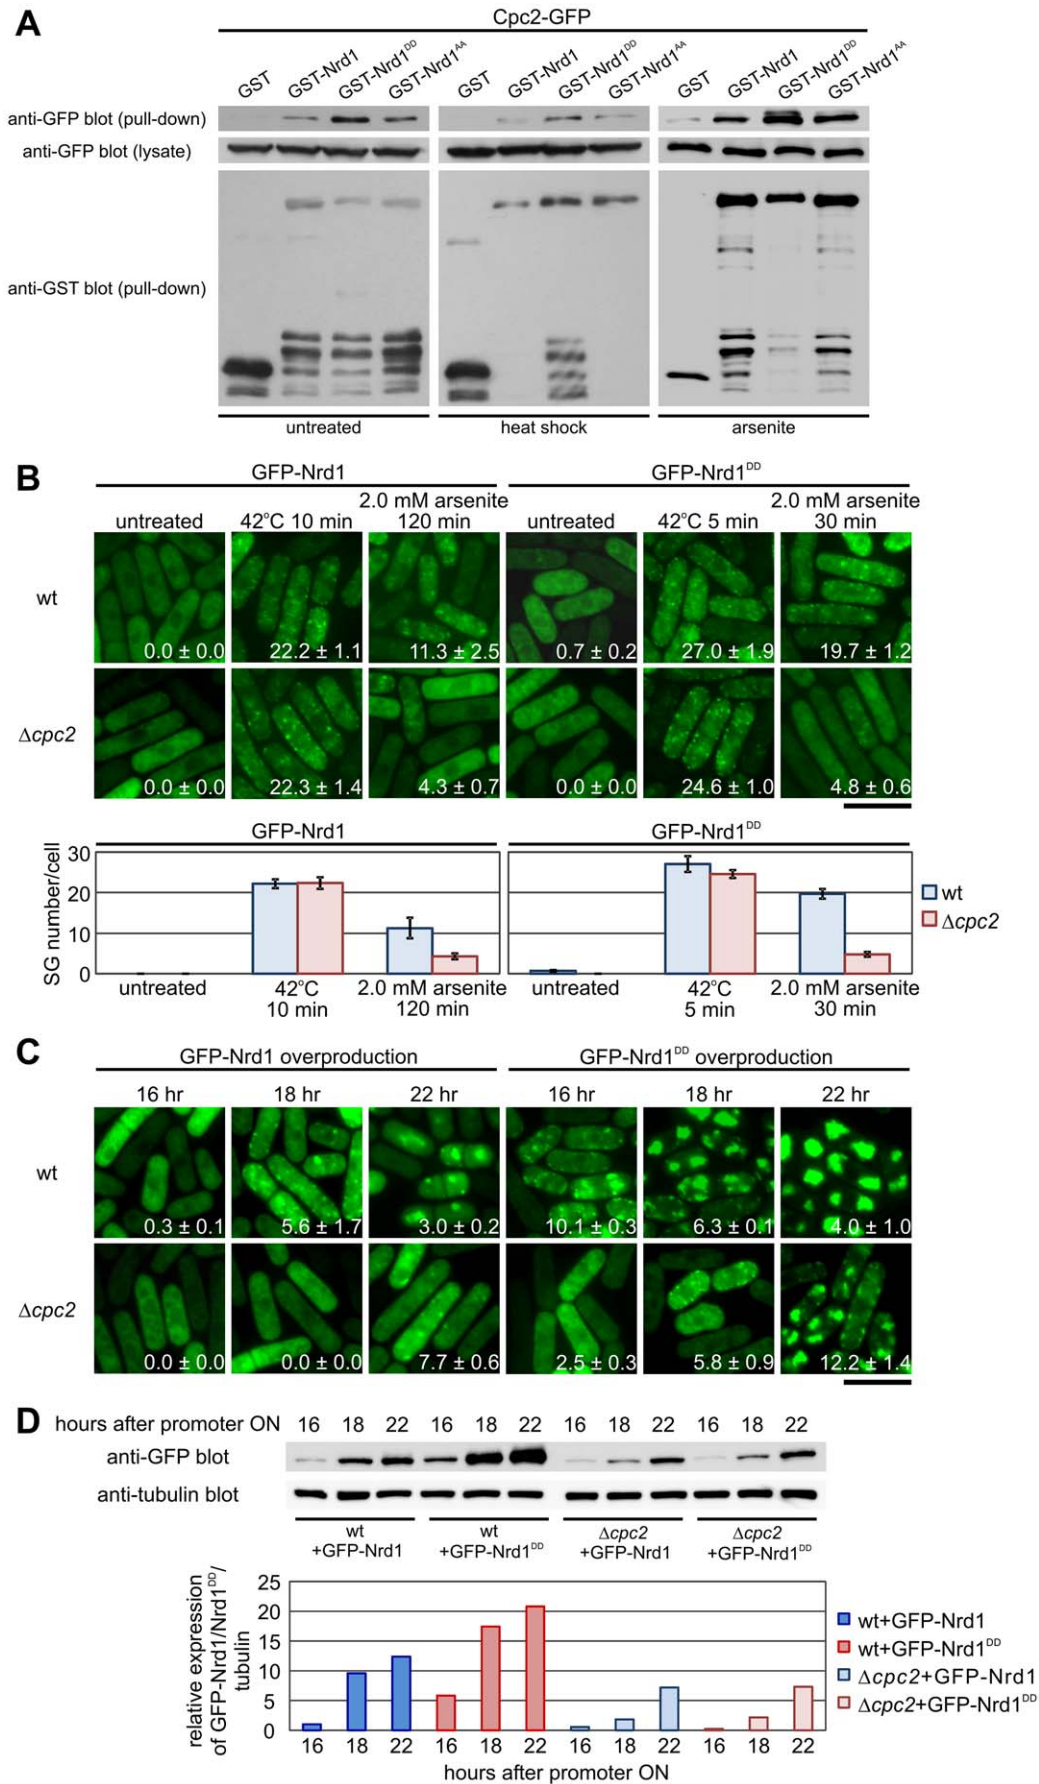 A
Cpc2-GFP
GST GST-Nrd1 GST-Nrd1DD GST-Nrd1AA GST GST-Nrd1 GST-Nrd1DD GST-Nrd1AA GST GST-Nrd1 GST-Nrd1DD GST-Nrd1AA
anti-GFP blot (pull-down)
anti-GFP blot (lysate)
anti-GST blot (pull-down)
untreated heat shock arsenite
B
GFP-Nrd1 GFP-Nrd1DD
2.0 mM arsenite 2.0 mM arsenite
untreated 42°C 10 min 120 min untreated 42°C 5 min 30 min
wt
0.0 ± 0.0 22.2 ± 1.1 11.3 ± 2.5 0.7 ± 0.2 27.0 ± 1.9 19.7 ± 1.2
Δcpc2
0.0 ± 0.0 22.3 ± 1.4 4.3 ± 0.7 0.0 ± 0.0 24.6 ± 1.0 4.8 ± 0.6
GFP-Nrd1 GFP-Nrd1DD
SG number/cell
30
20
10
0
wt
Δcpc2
untreated 42°C 2.0 mM arsenite untreated 42°C 2.0 mM arsenite
10 min 120 min 5 min 30 min
C
GFP-Nrd1 overproduction GFP-Nrd1DD overproduction
16 hr 18 hr 22 hr 16 hr 18 hr 22 hr
wt
0.3 ± 0.1 5.6 ± 1.7 3.0 ± 0.2 10.1 ± 0.3 6.3 ± 0.1 4.0 ± 1.0
Δcpc2
0.0 ± 0.0 0.0 ± 0.0 7.7 ± 0.6 2.5 ± 0.3 5.8 ± 0.9 12.2 ± 1.4
D
hours after promoter ON 16 18 22 16 18 22 16 18 22 16 18 22
anti-GFP blot
anti-tubulin blot
wt wt Δcpc2 Δcpc2
+GFP-Nrd1 +GFP-Nrd1DD +GFP-Nrd1 +GFP-Nrd1DD
relative expression
of GFP-Nrd1/Nrd1DD/
tubulin
25
20
15
10
5
0
wt+GFP-Nrd1
wt+GFP-Nrd1DD
Δcpc2+GFP-Nrd1
Δcpc2+GFP-Nrd1DD
16 18 22 16 18 22 16 18 22 16 18 22
hours after promoter ON